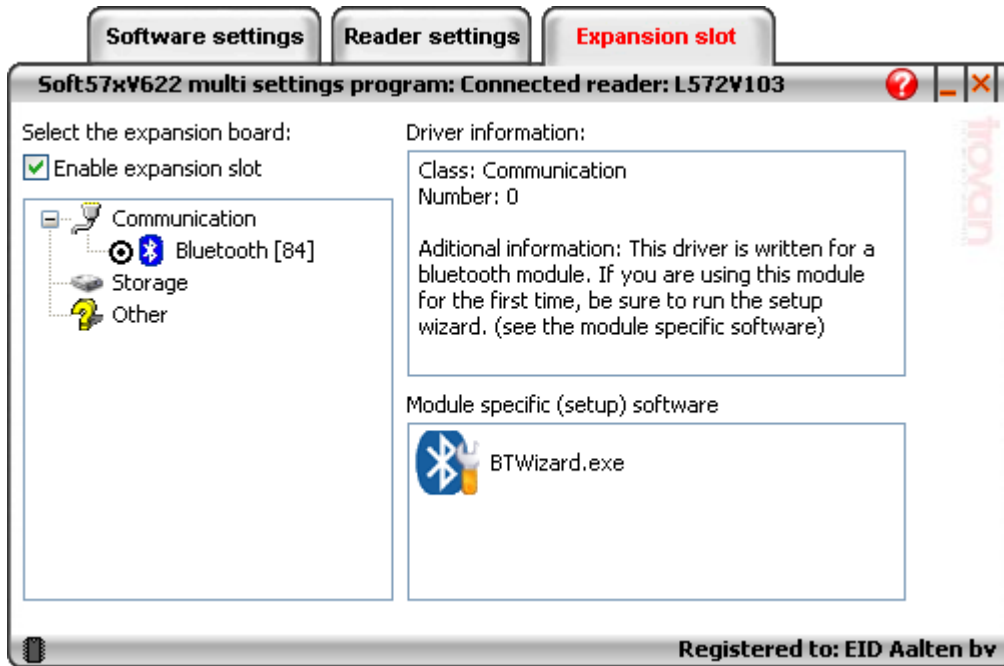 Software settings
Reader settings
Expansion slot
Soft57xV622 multi settings program: Connected reader: L572V103
Select the expansion board:
Enable expansion slot
Communication
Bluetooth [84]
Storage
Other
Driver information:
Class: Communication
Number: 0
Aditional information: This driver is written for a
bluetooth module. If you are using this module
for the first time, be sure to run the setup
wizard. (see the module specific software)
Module specific (setup) software
BTWizard.exe
trovan
Registered to: EID Aalten bv